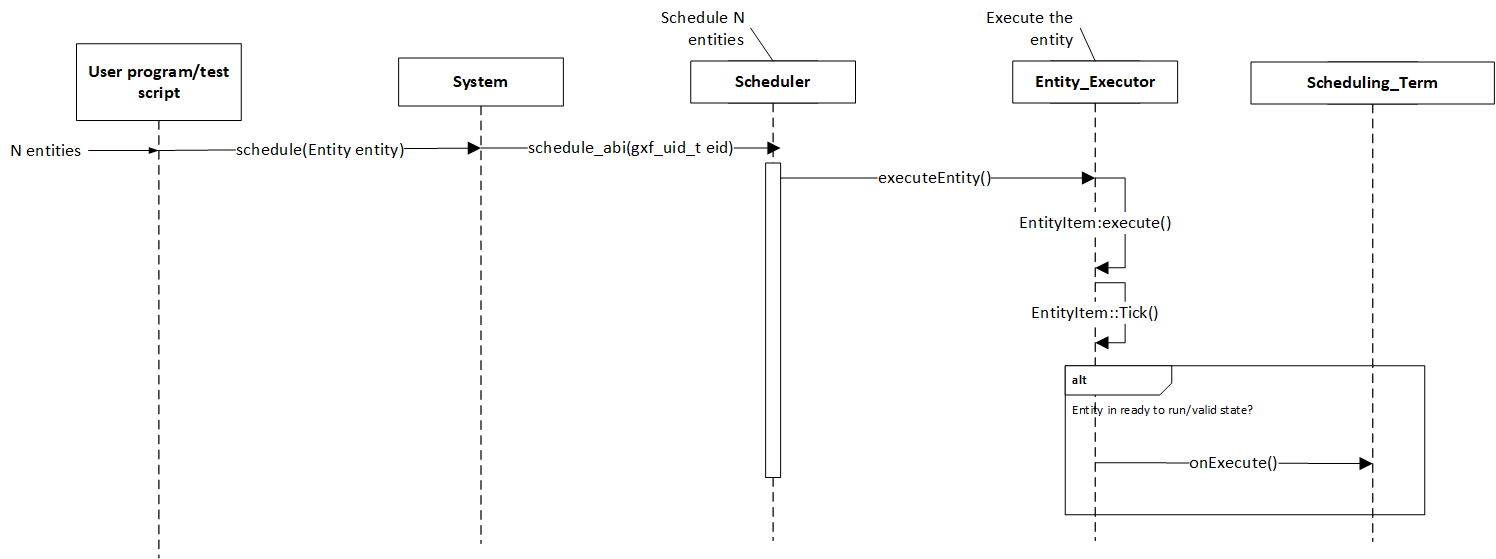 Schedule N
entities
Execute the
entity
User program/test
script
System
Scheduler
Entity_Executor
Scheduling_Term
N entities
schedule(Entity entity)
schedule_abi(gxf_uid_t eid)
executeEntity()
EntityItem:execute()
EntityItem::Tick()
alt
Entity in ready to run/valid state?
onExecute()